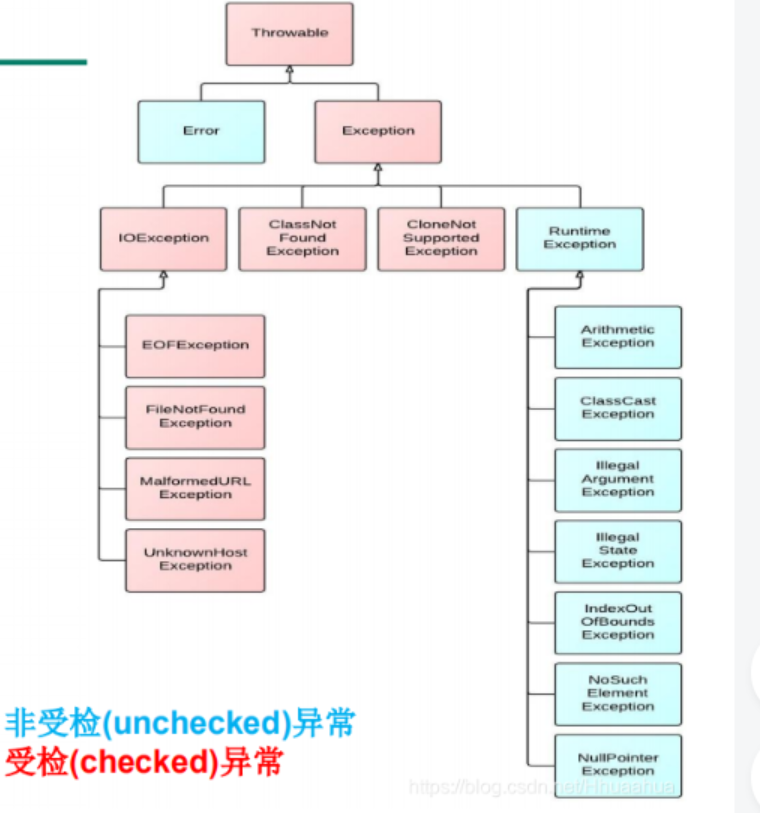 Throwable
Error
Exception
IOException
ClassNot
Found
Exception
CloneNot
Supported
Exception
Runtime
Exception
EOFException
FileNotFound
Exception
MalformedURL
Exception
UnknownHost
Exception
Arithmetic
Exception
ClassCast
Exception
Illegal
Argument
Exception
Illegal
State
Exception
IndexOut
OfBounds
Exception
NoSuch
Element
Exception
NullPointer
Exception
非受检(unchecked)异常
受检(checked)异常
https://blog.csdn.net/Hhuaahua